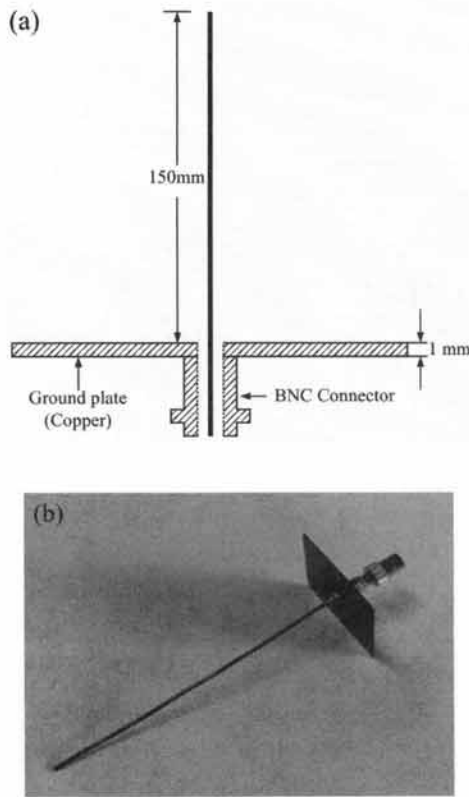 (a)
150mm
1 mm
Ground plate
(Copper)
BNC Connector
(b)